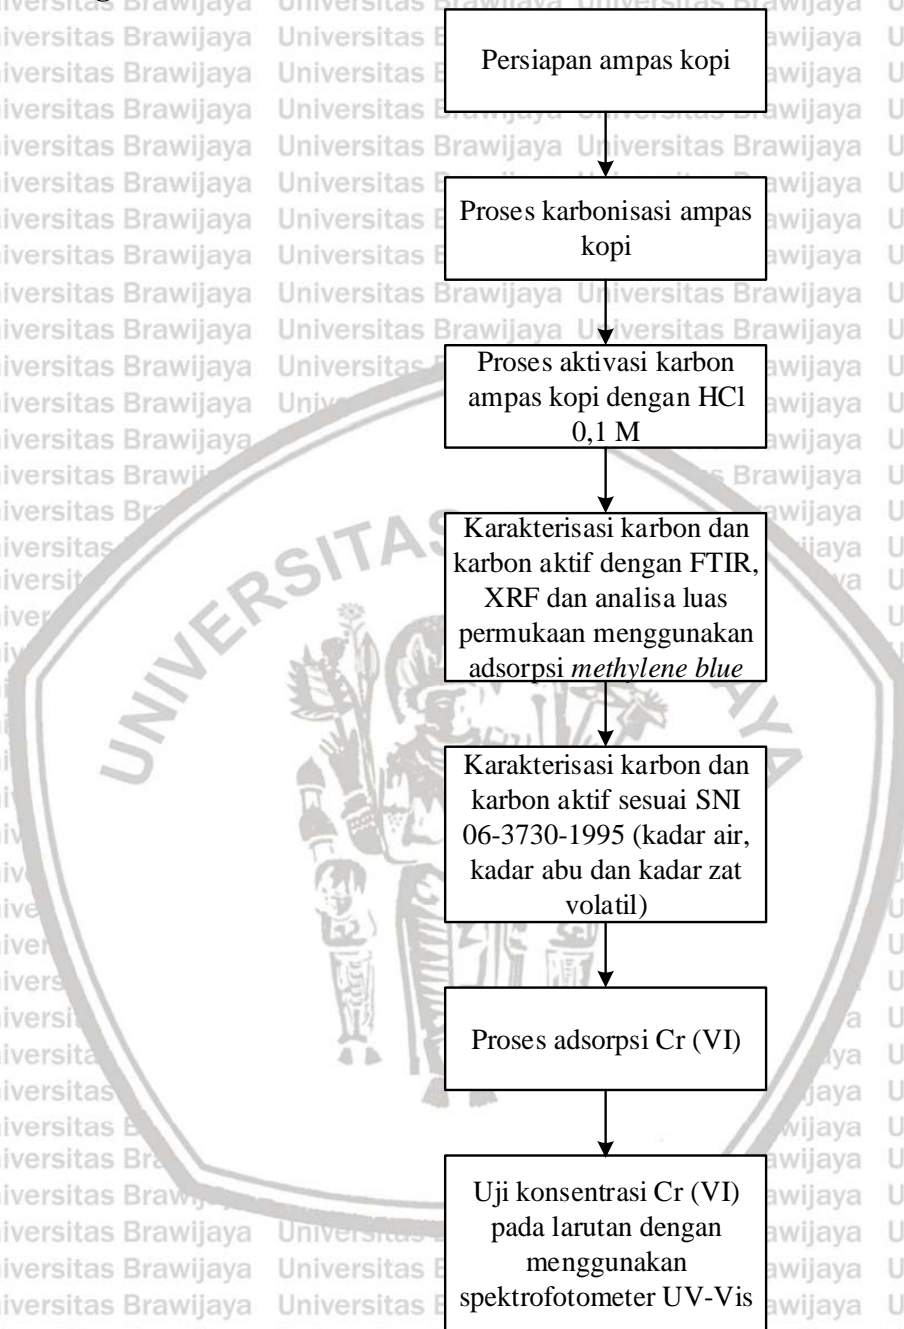 Universitas Brawijaya
Persiapan ampas kopi
Proses karbonisasi ampas
kopi
Proses aktivasi karbon
ampas kopi dengan HCl
0,1 M
Karakterisasi karbon dan
karbon aktif dengan FTIR,
XRF dan analisa luas
permukaan menggunakan
adsorpsi methylene blue
Karakterisasi karbon dan
karbon aktif sesuai SNI
06-3730-1995 (kadar air,
kadar abu dan kadar zat
volatil)
Proses adsorpsi Cr (VI)
Uji konsentrasi Cr (VI)
pada larutan dengan
menggunakan
spektrofotometer UV-Vis
UNIVERSITAS